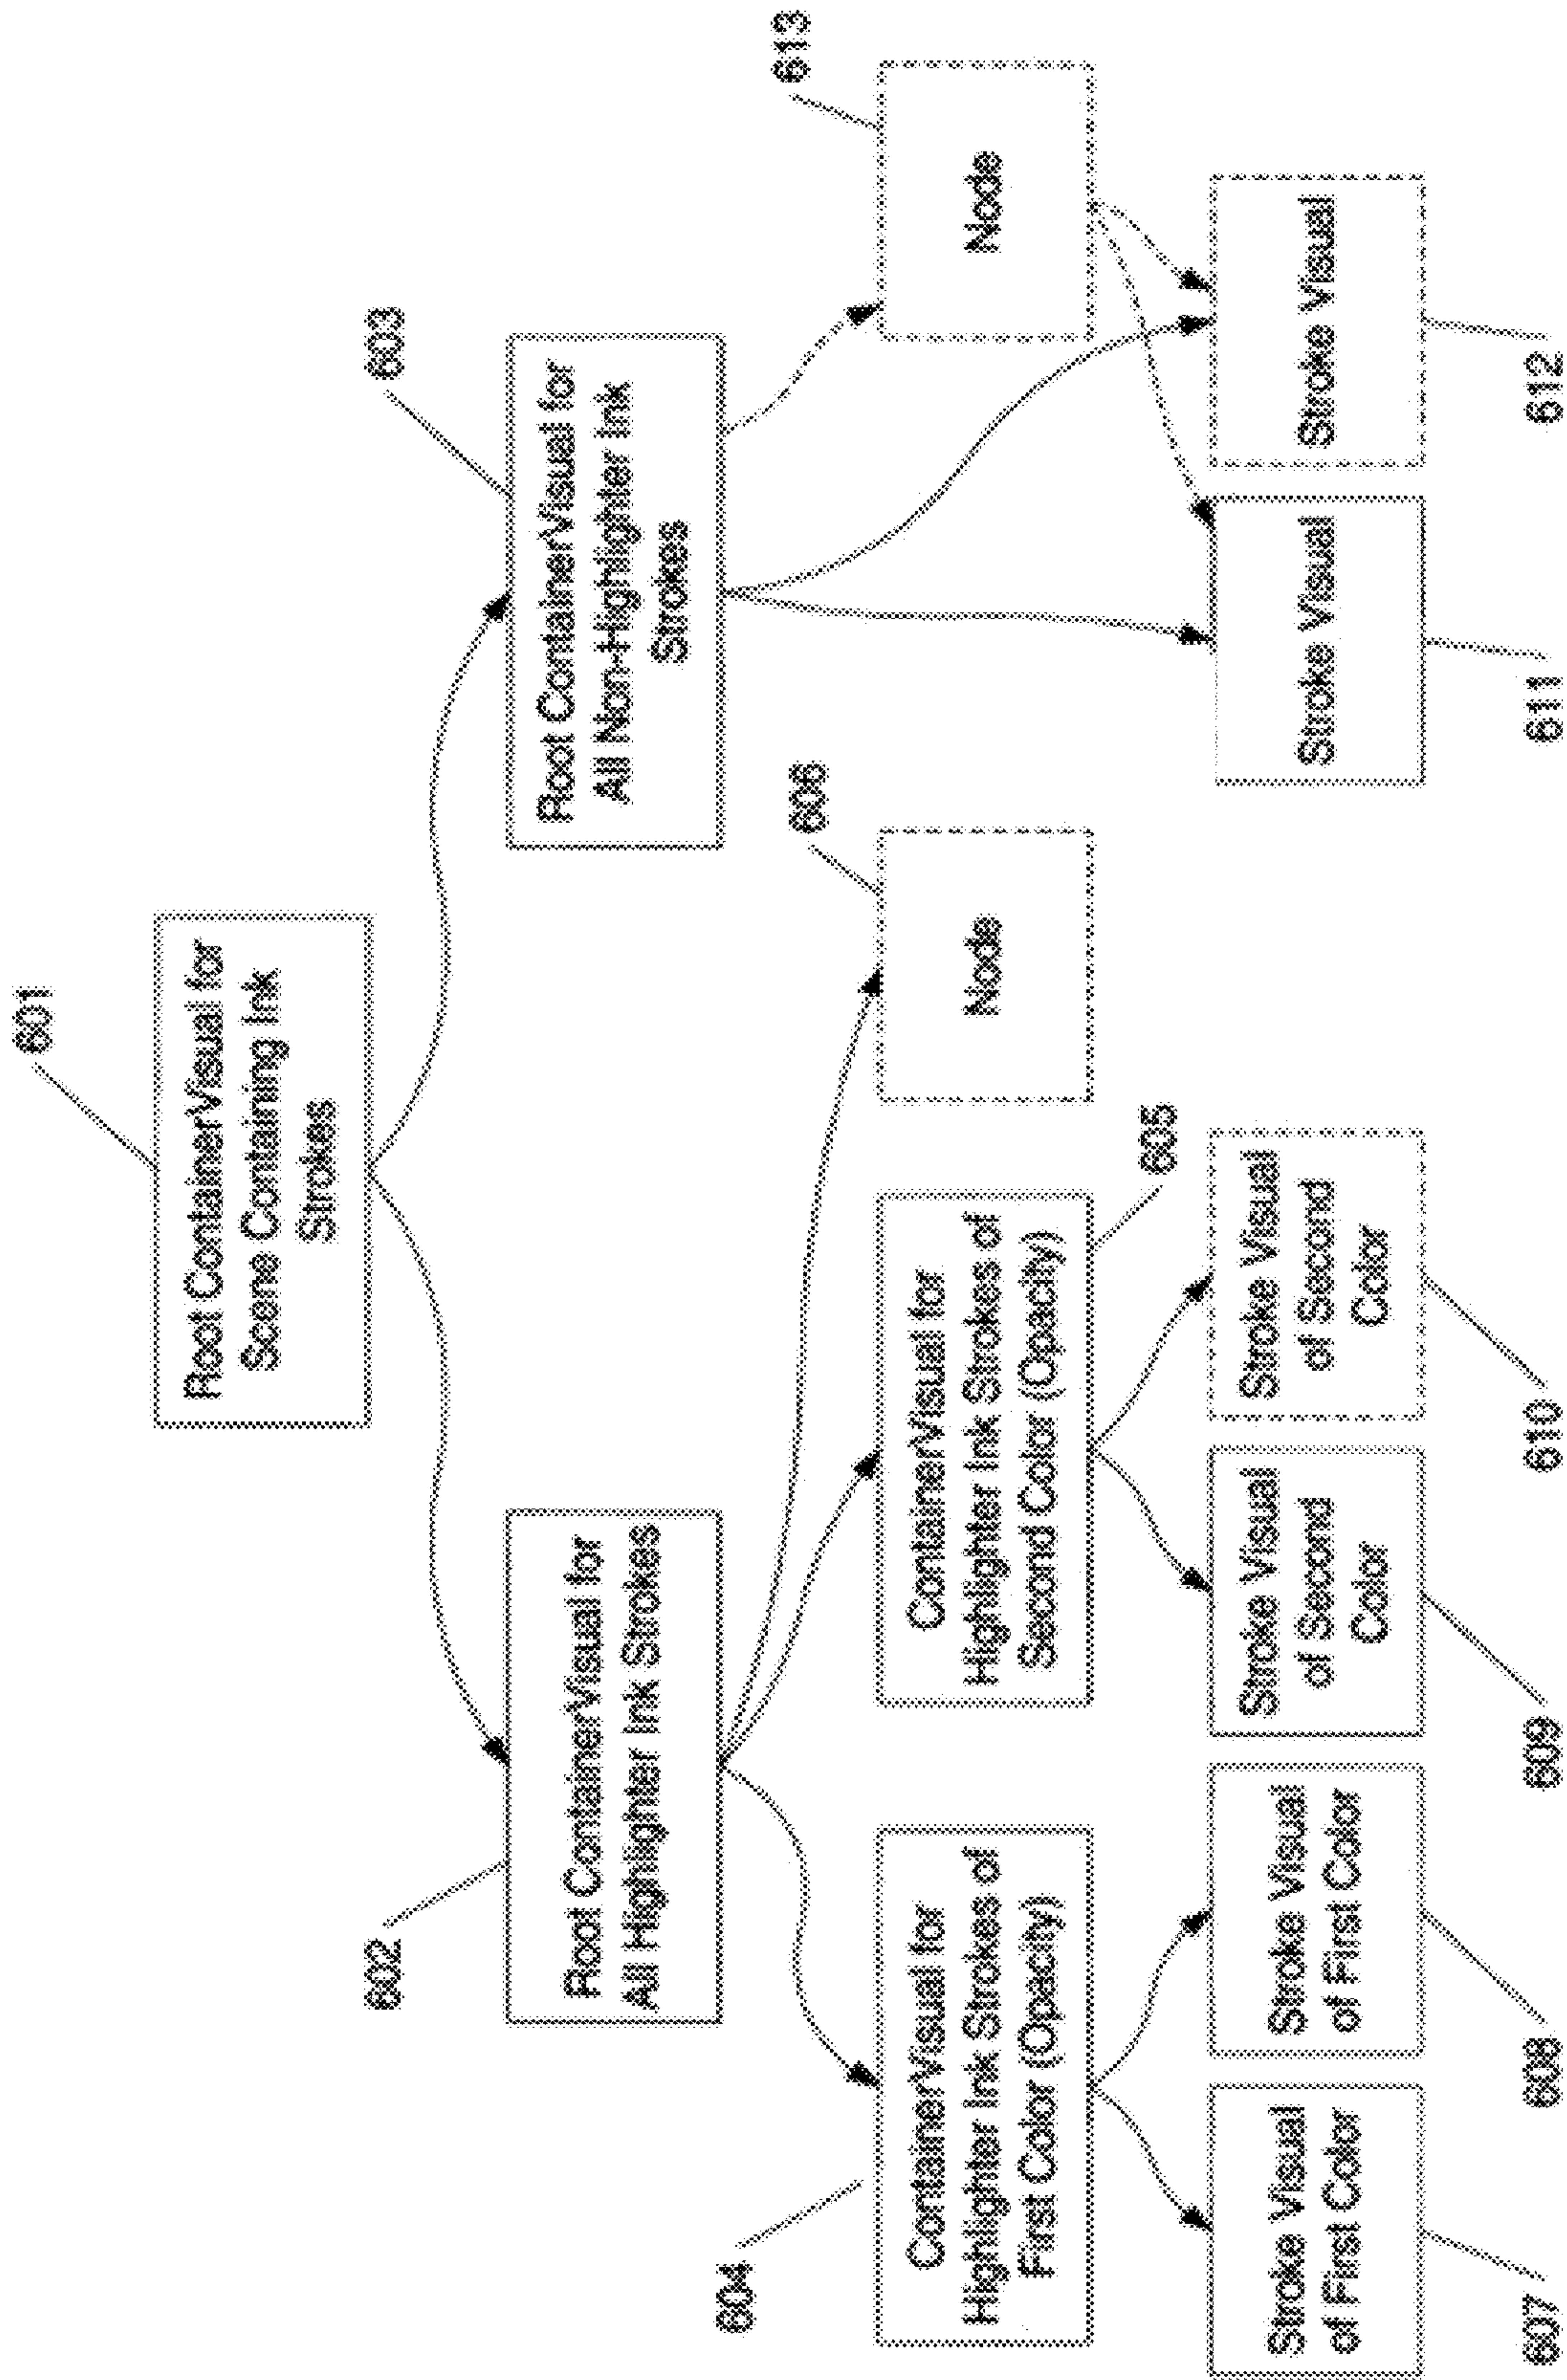 601
Root ContainerVisual for
Scene Containing Ink
Strokes
602
Root ContainerVisual for
All Highlighter Ink Strokes
603
Root ContainerVisual for
All Non-Highlighter Ink
Strokes
604
ContainerVisual for
Highlighter Ink Strokes of
First Color (Opacity)
ContainerVisual for
Highlighter Ink Strokes of
Second Color (Opacity)
605
606
Node
613
Node
Stroke Visual
of First Color
607
Stroke Visual
of First Color
608
Stroke Visual
of Second
Color
609
Stroke Visual
of Second
Color
610
Stroke Visual
611
Stroke Visual
612